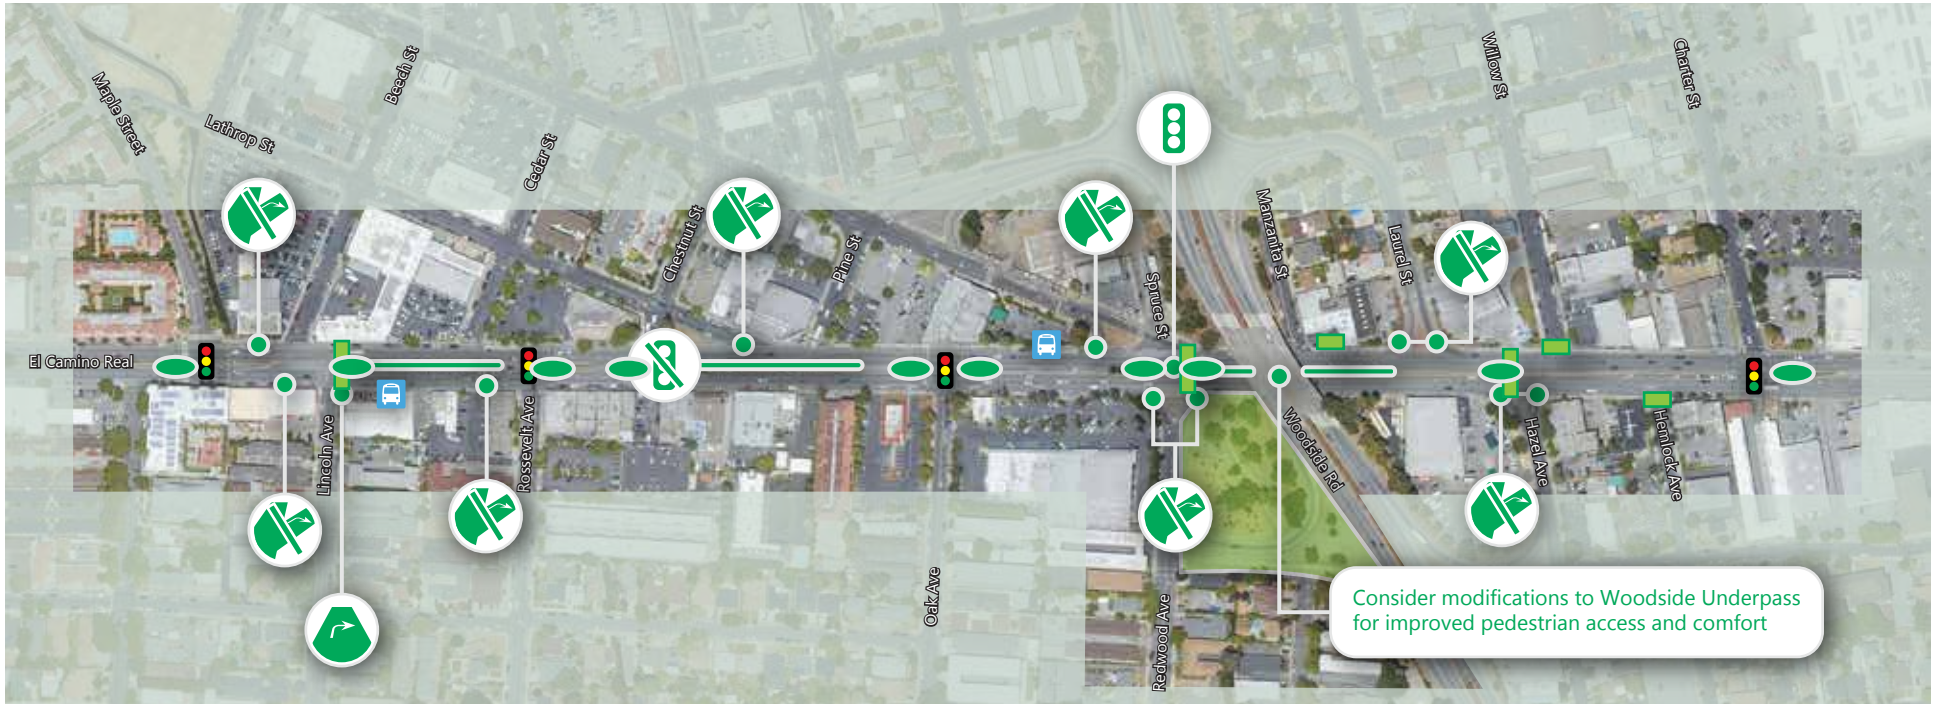 Maple Street
Lathrop St
Beech St
Cedar St
Chestnut St
Pine St
Spruce St
Manzanita St
Laurel St
Willow St
Charter St
El Camino Real
Lincoln Ave
Rossevelt Ave
Oak Ave
Redwood Ave
Woodside Rd
Hazel Ave
Hemlock Ave
Consider modifications to Woodside Underpass
for improved pedestrian access and comfort